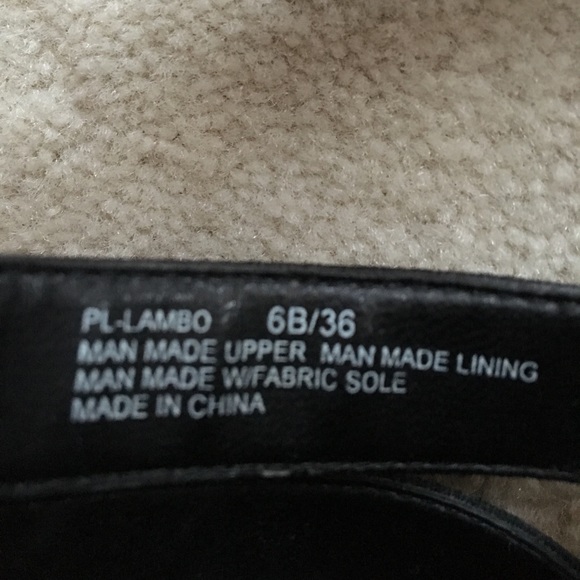 PL-LAMBO 6B/36
MAN MADE UPPER MAN MADE LINING
MAN MADE W/FABRIC SOLE
MADE IN CHINA